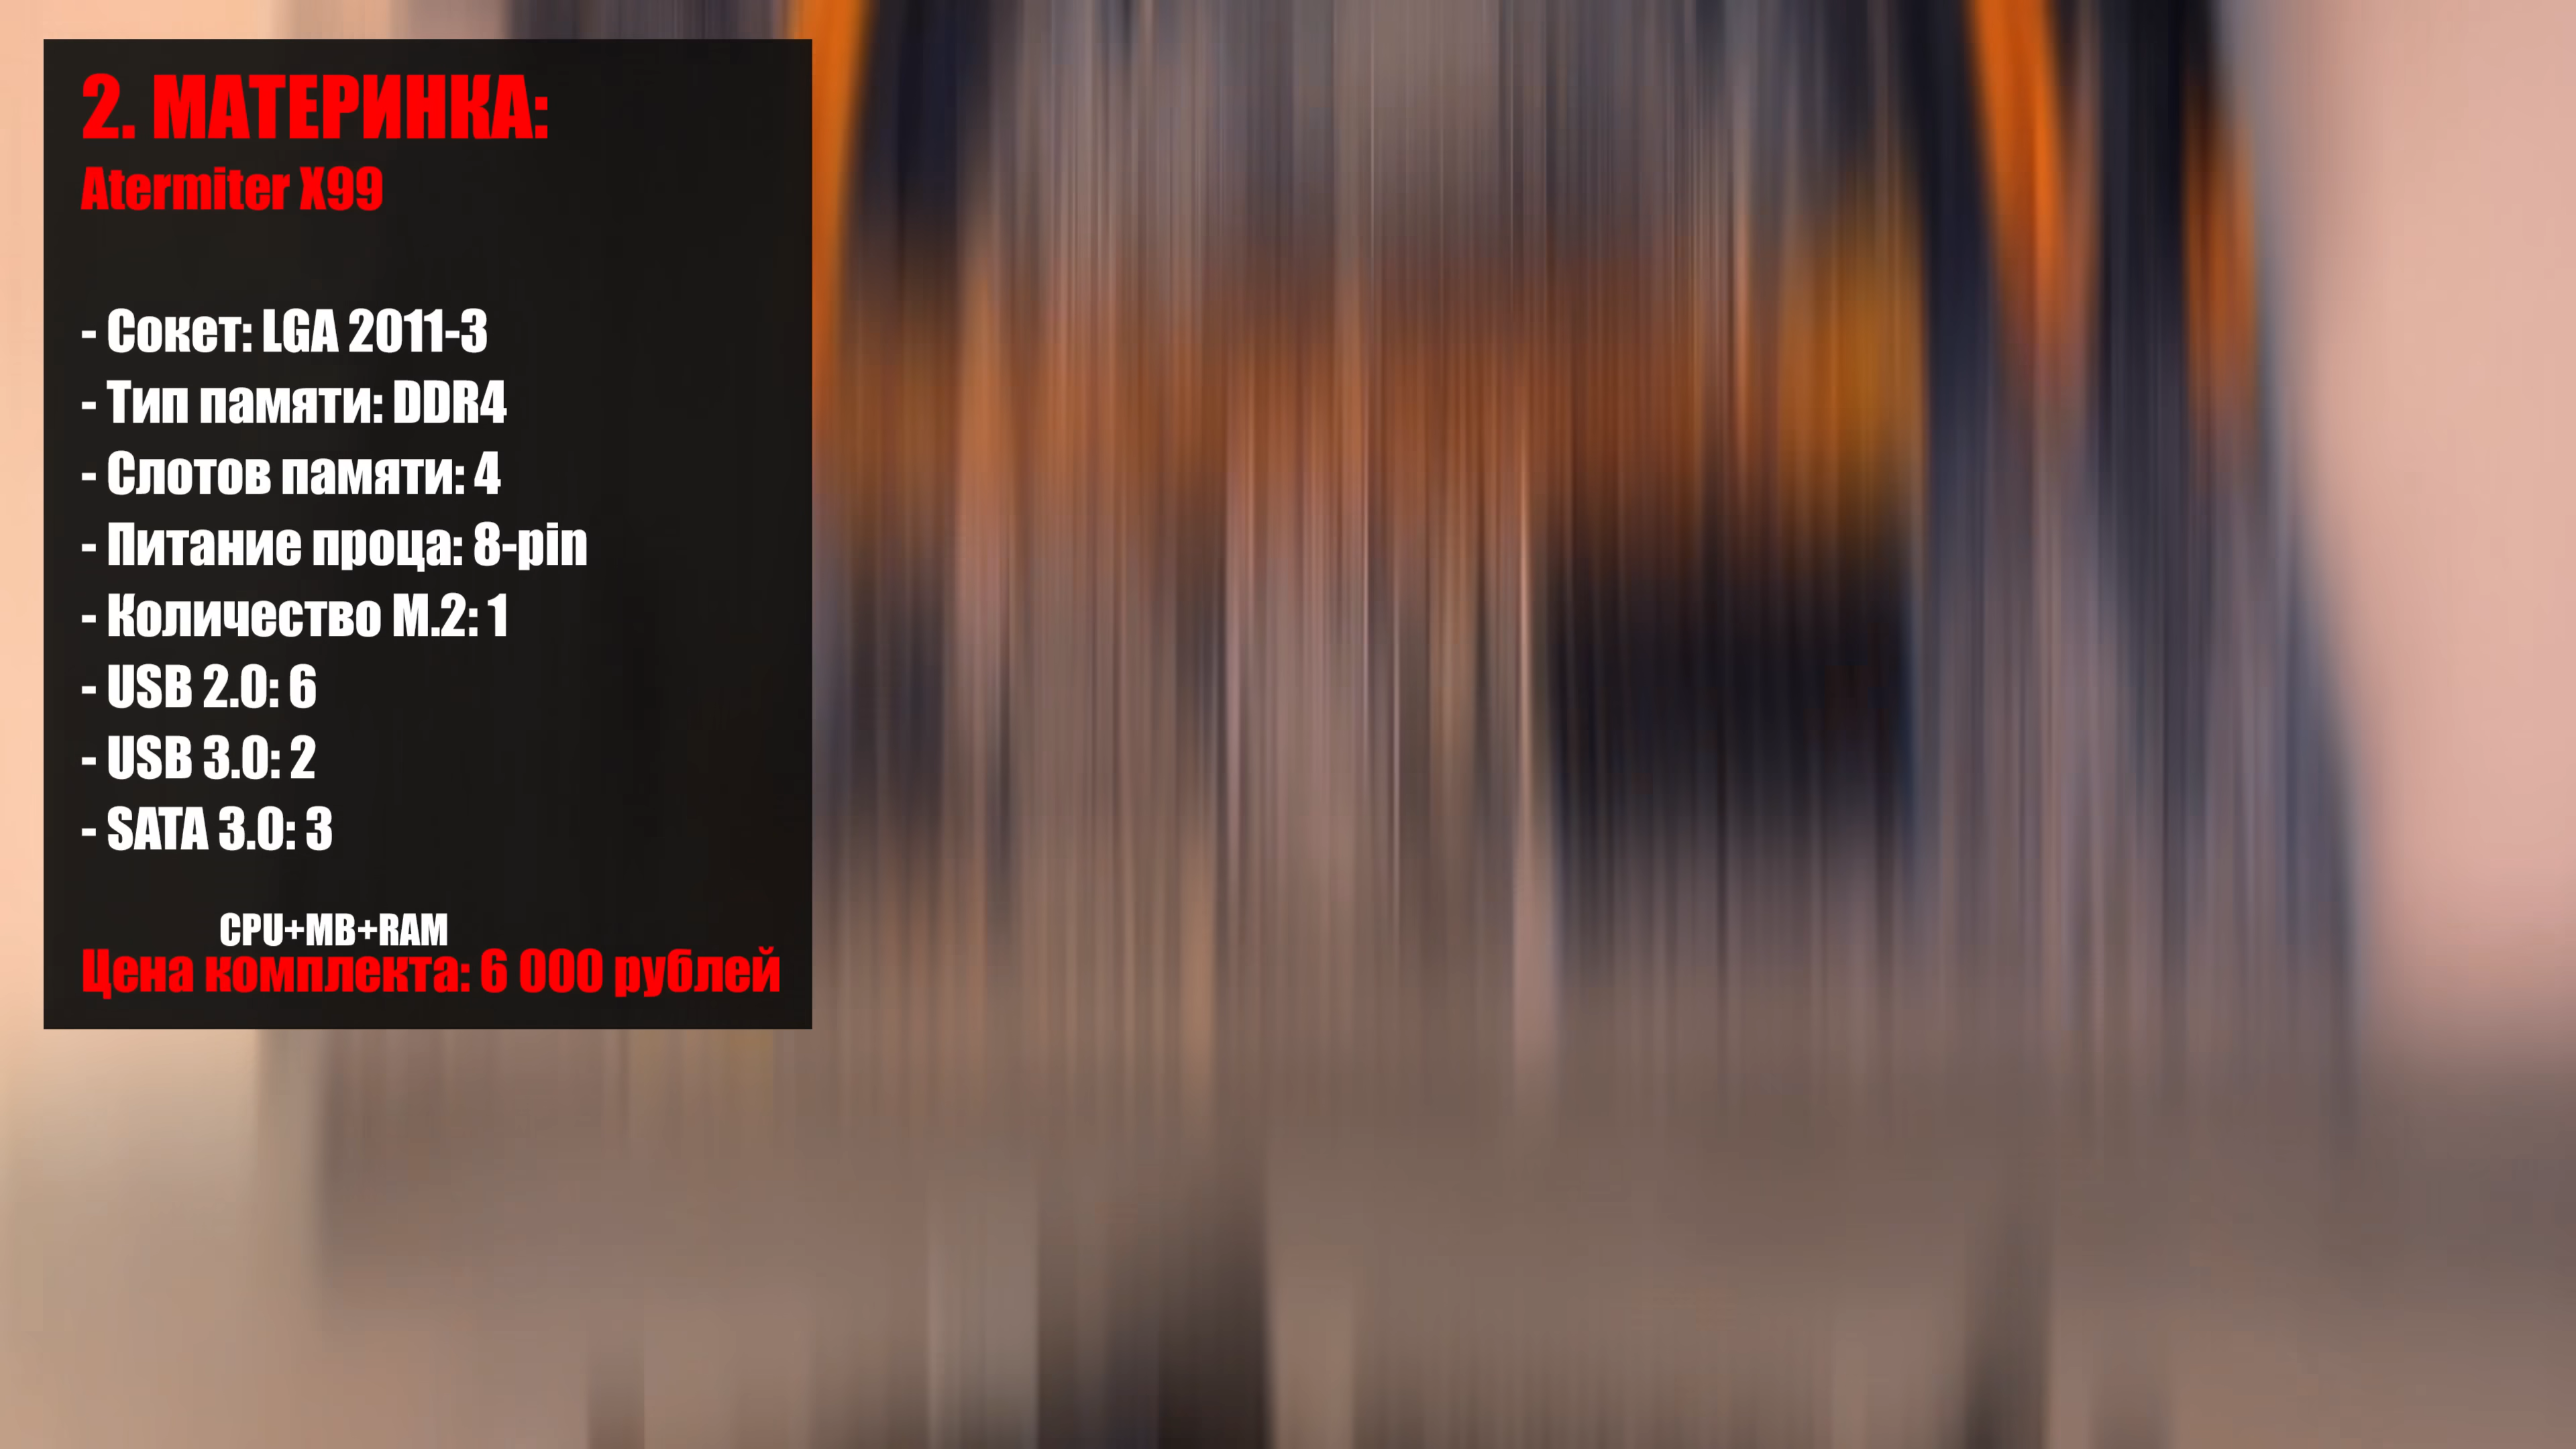 2. МАТЕРИНКА:
Atermiter X99
- Сокет: LGA 2011-3
- Тип памяти: DDR4
- Слотов памяти: 4
- Питание проца: 8-pin
- Количество M.2: 1
- USB 2.0: 6
- USB 3.0: 2
- SATA 3.0: 3
CPU+MB+RAM
Цена комплекта: 6 000 рублей